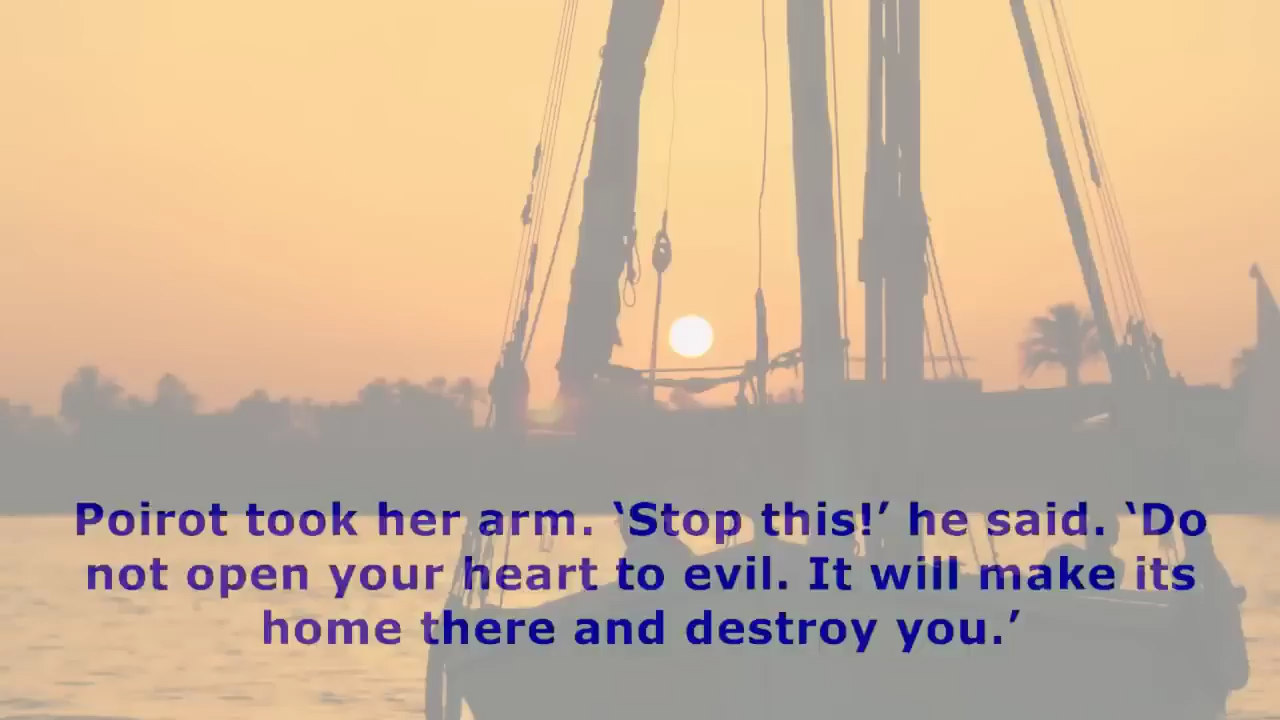 Poirot took her arm. ‘Stop this!’ he said. ‘Do
not open your heart to evil. It will make its
home there and destroy you.’